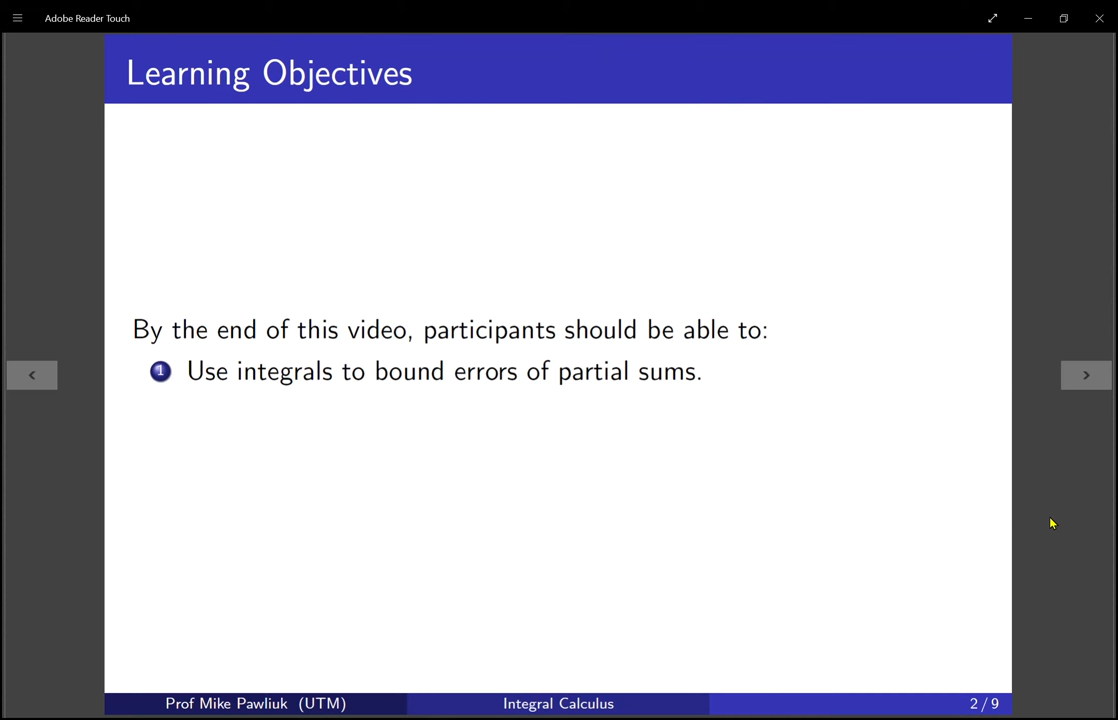 Adobe Reader Touch
Learning Objectives
By the end of this video, participants should be able to:
1 Use integrals to bound errors of partial sums.
Prof Mike Pawliuk (UTM) Integral Calculus 2 / 9